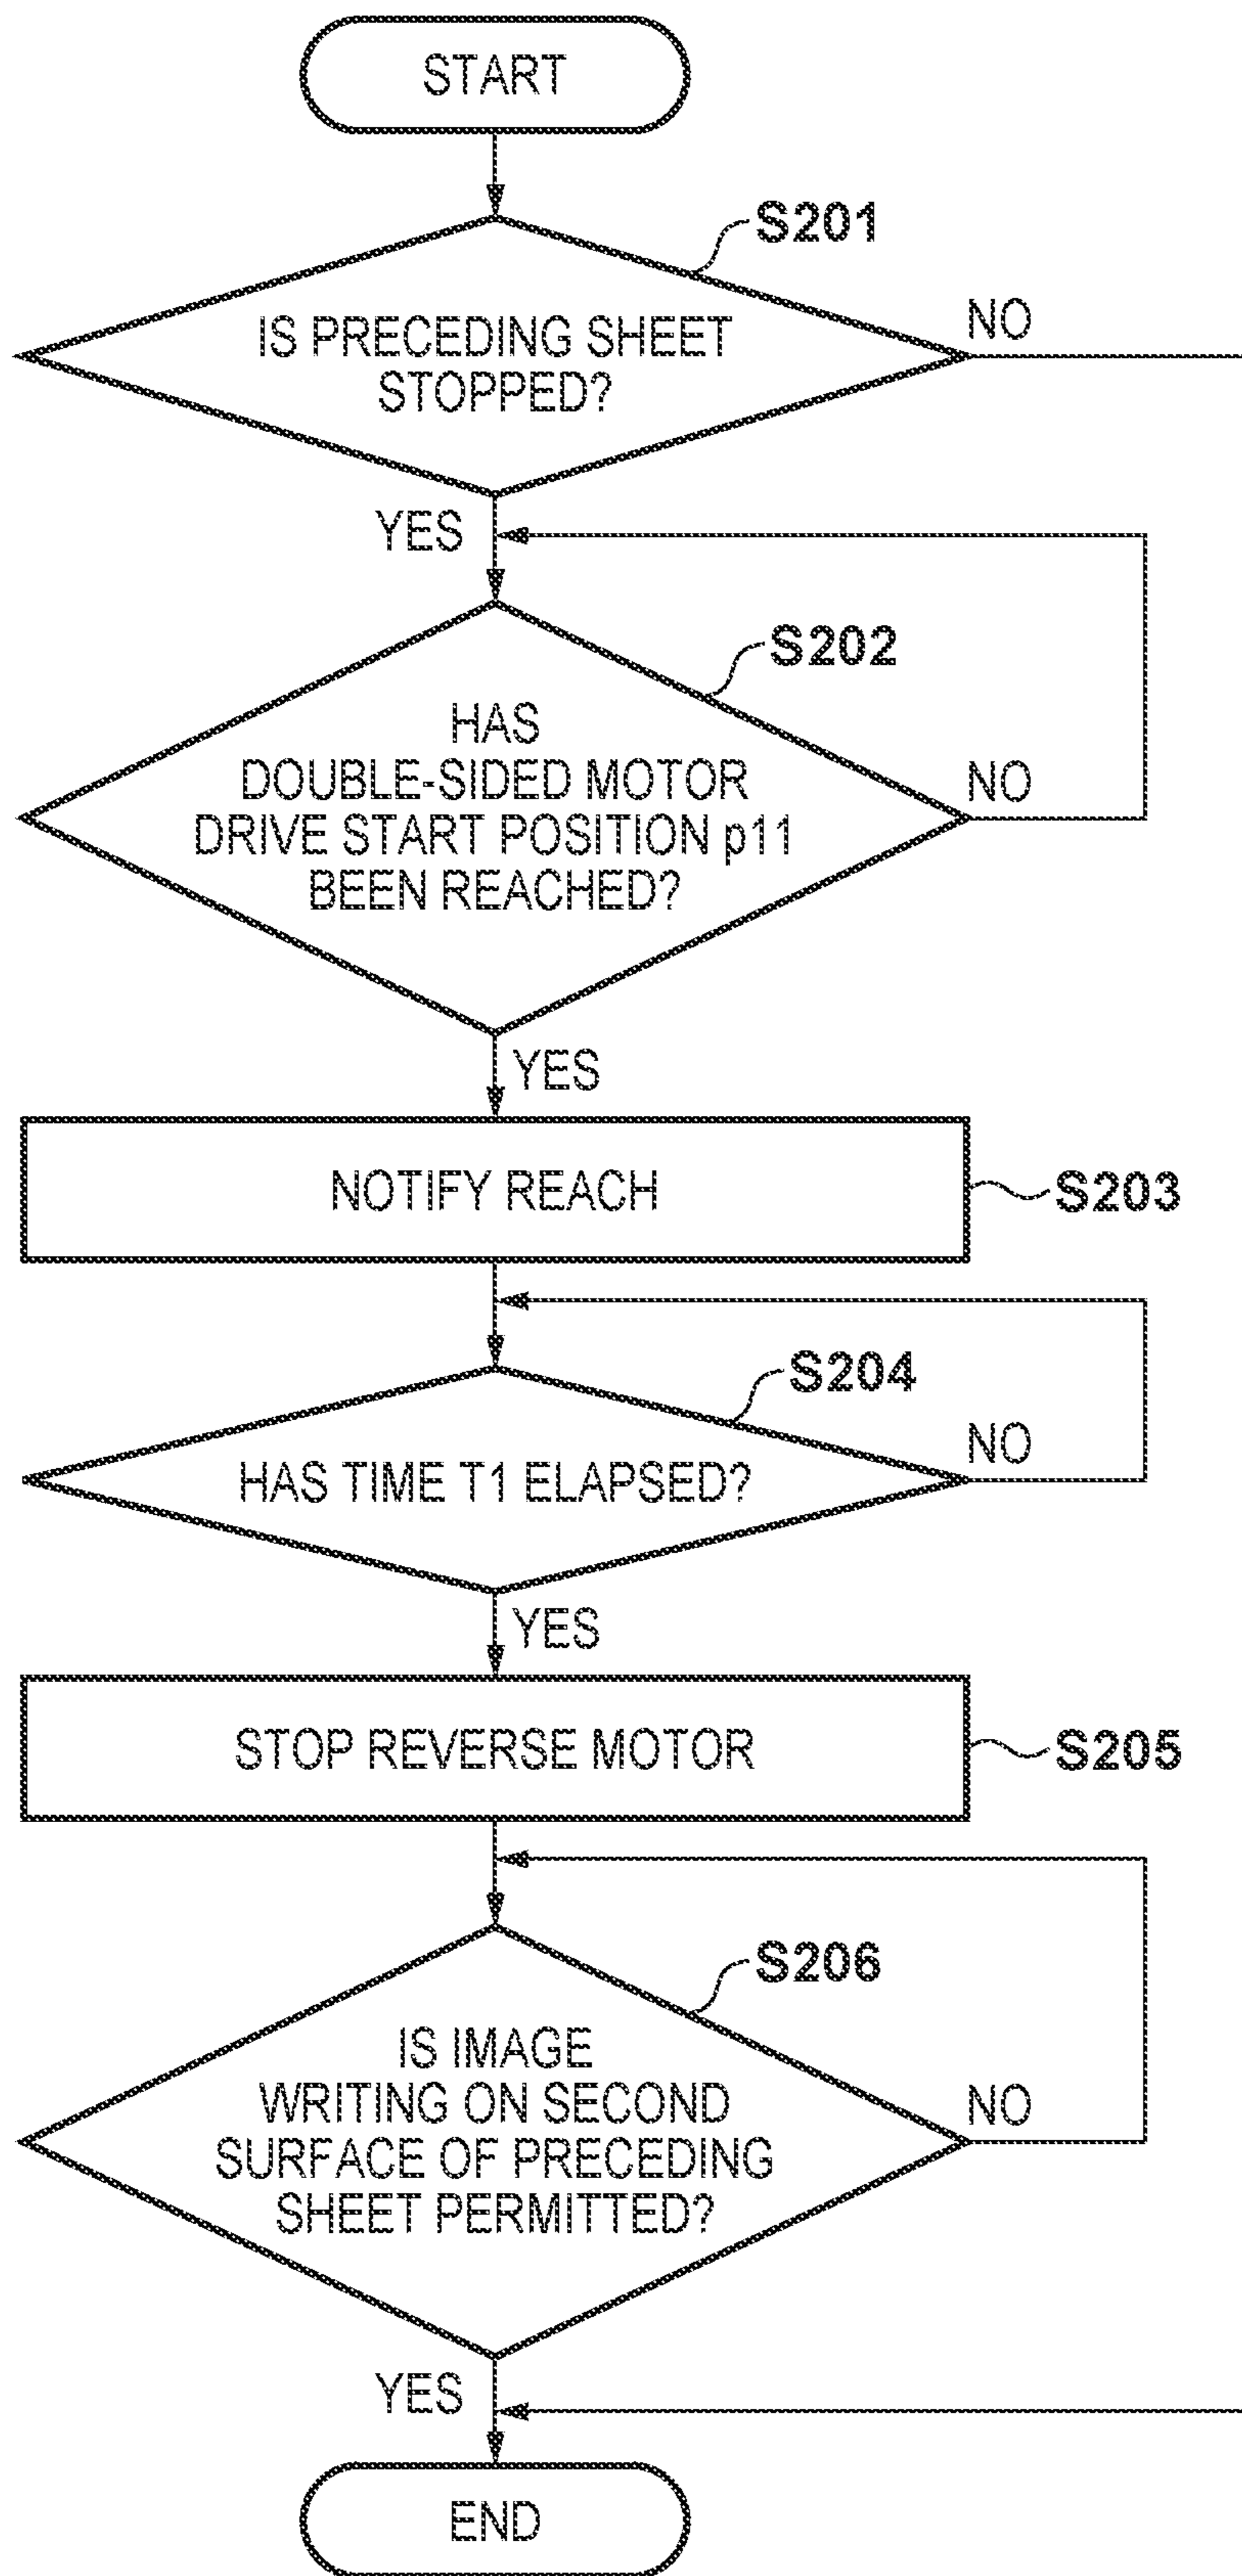 START
S201
IS PRECEDING SHEET
STOPPED?
NO
YES
S202
HAS
DOUBLE-SIDED MOTOR
DRIVE START POSITION p11
BEEN REACHED?
NO
YES
NOTIFY REACH
S203
S204
HAS TIME T1 ELAPSED?
NO
YES
STOP REVERSE MOTOR
S205
S206
IS IMAGE
WRITING ON SECOND
SURFACE OF PRECEDING
SHEET PERMITTED?
NO
YES
END